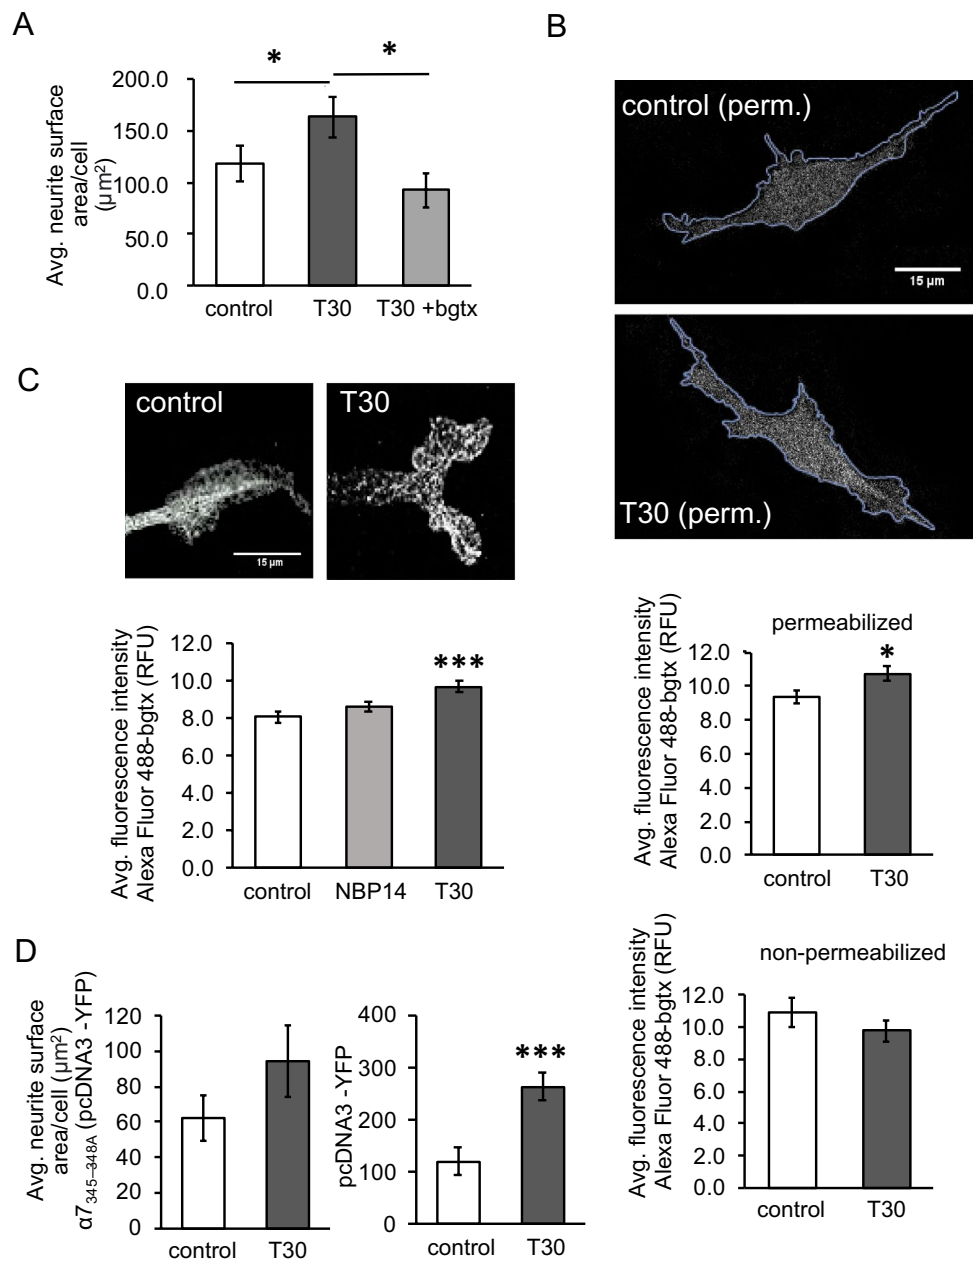 A
*
*
200.0
150.0
100.0
50.0
0.0
Avg. neurite surface
area/cell
(µm²)
control
T30
T30 +bgtx
B
control (perm.)
15 µm
T30 (perm.)
permeabilized
*
12.0
10.0
8.0
6.0
4.0
2.0
0.0
Avg. fluorescence intensity
Alexa Fluor 488-bgtx (RFU)
control
T30
non-permeabilized
12.0
10.0
8.0
6.0
4.0
2.0
0.0
Avg. fluorescence intensity
Alexa Fluor 488-bgtx (RFU)
control
T30
C
control
15 µm
T30
***
12.0
10.0
8.0
6.0
4.0
2.0
0.0
Avg. fluorescence intensity
Alexa Fluor 488-bgtx (RFU)
control
NBP14
T30
D
Avg. neurite surface
area/cell (µm²)
α7₃₄₅₋₃₄₈A (pcDNA3 -YFP)
120
100
80
60
40
20
0
control
T30
pcDNA3 -YFP
400
300
200
100
0
***
control
T30